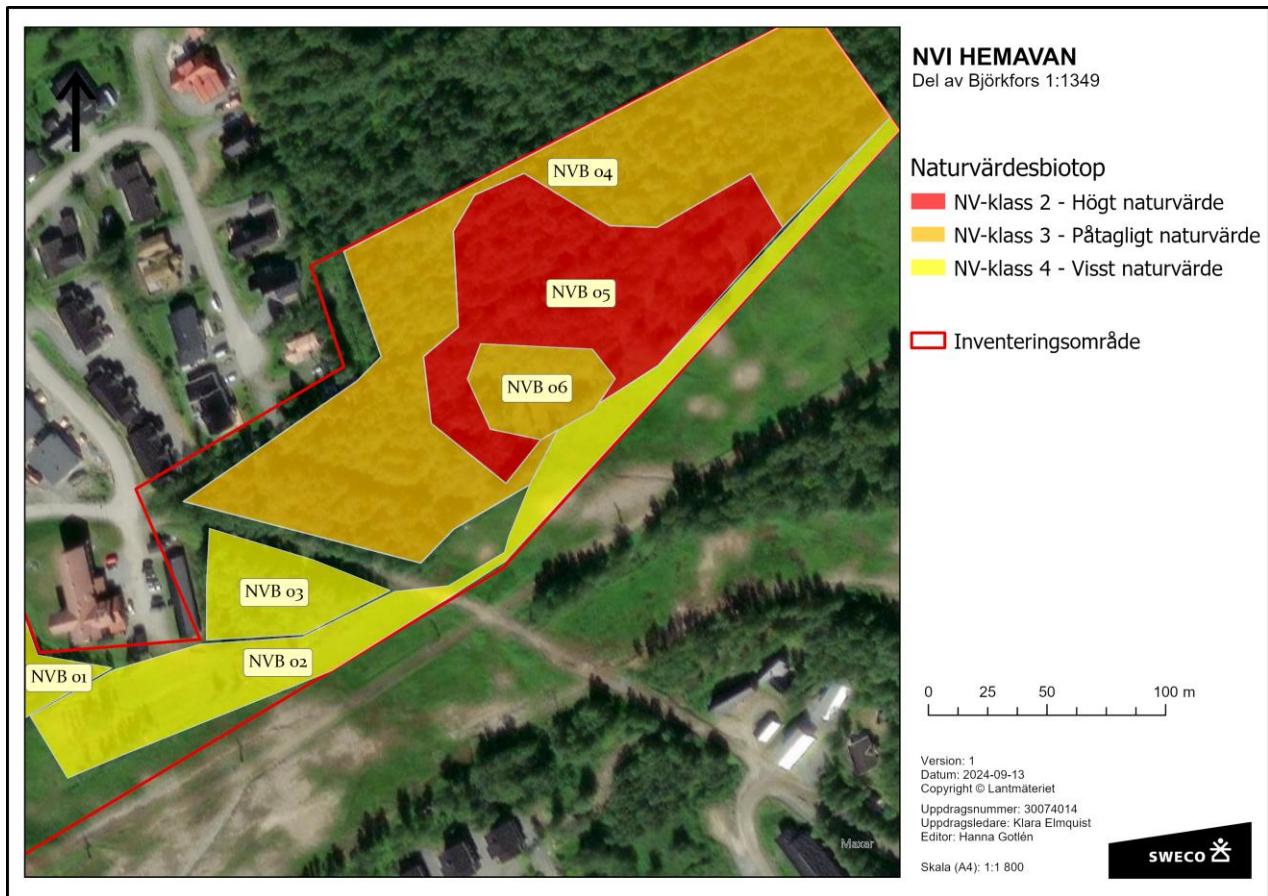 NVI HEMAVAN
Del av Björkfors 1:1349
Naturvärdesbiotop
NV-klass 2 - Högt naturvärde
NV-klass 3 - Påtagligt naturvärde
NV-klass 4 - Visst naturvärde
Inventeringsområde
NVB 04
NVB 05
NVB 06
NVB 03
NVB 02
NVB 01
0 25 50 100 m
Version: 1
Datum: 2024-09-13
Copyright © Lantmäteriet
Uppdragsnummer: 30074014
Uppdragsledare: Klara Elmquist
Editor: Hanna Gotlén
Skala (A4): 1:1 800
Maxar
SWECO